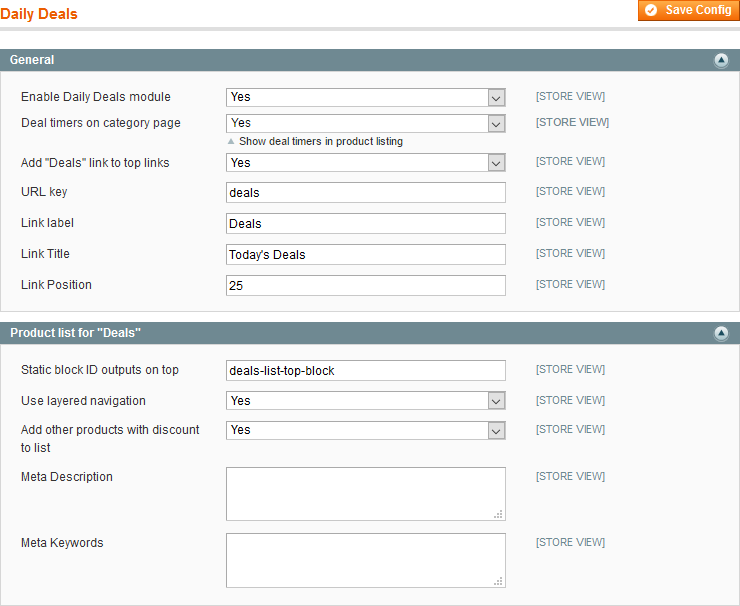 Daily Deals
Save Config
General
Enable Daily Deals module Yes [STORE VIEW]
Deal timers on category page Yes [STORE VIEW]
Show deal timers in product listing
Add "Deals" link to top links Yes [STORE VIEW]
URL key deals [STORE VIEW]
Link label Deals [STORE VIEW]
Link Title Today's Deals [STORE VIEW]
Link Position 25 [STORE VIEW]
Product list for "Deals"
Static block ID outputs on top deals-list-top-block [STORE VIEW]
Use layered navigation Yes [STORE VIEW]
Add other products with discount Yes [STORE VIEW]
to list
Meta Description [STORE VIEW]
Meta Keywords [STORE VIEW]